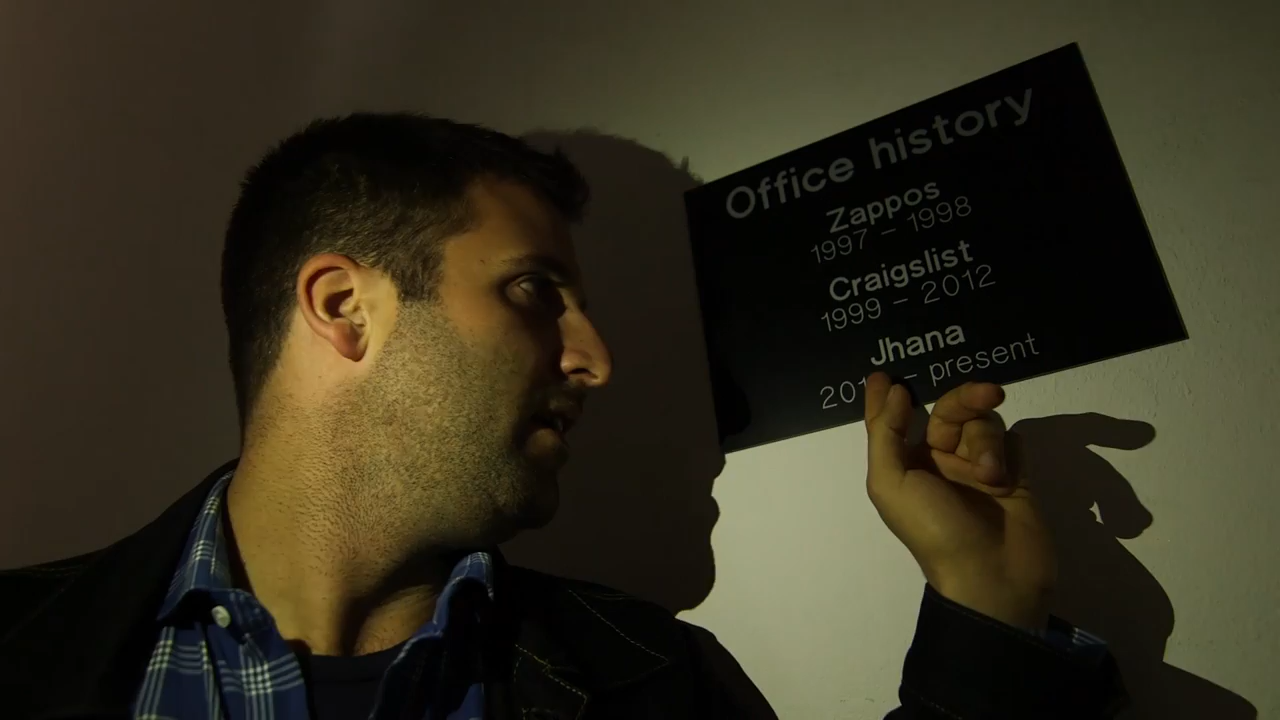 Office history
Zappos
1997 – 1998
Craigslist
1999 – 2012
Jhana
– present